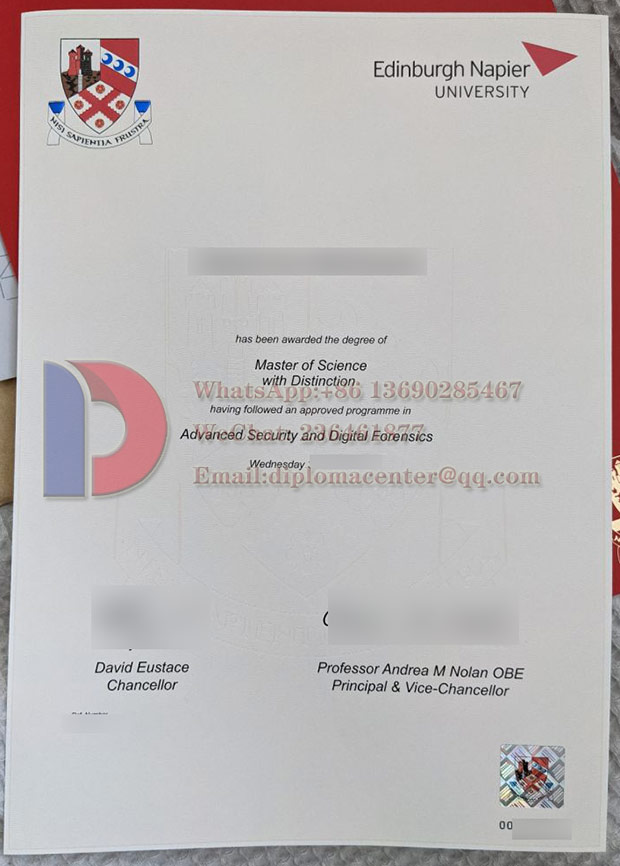 NISI SAPIENTIA FRUSTRA
Edinburgh Napier
UNIVERSITY
has been awarded the degree of
Master of Science
with Distinction
WhatsApp:+86 13690285467
having followed an approved programme in
WeChat: 236461877
Advanced Security and Digital Forensics
Wednesday
Email:diplomacenter@qq.com
David Eustace
Chancellor
Professor Andrea M Nolan OBE
Principal & Vice-Chancellor
00